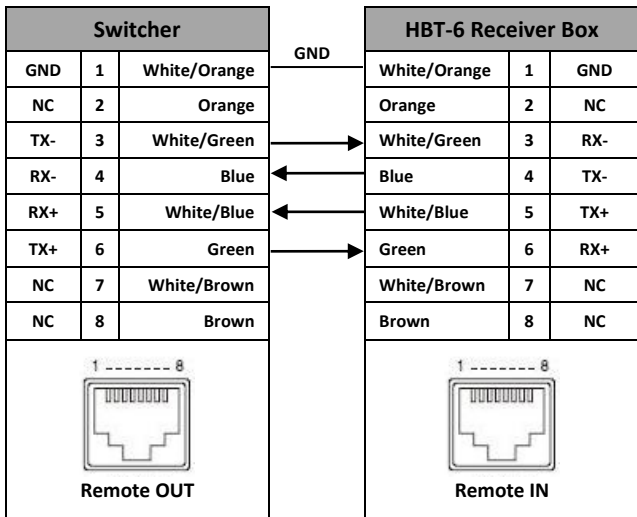 Switcher GND HBT-6 Receiver Box
GND 1 White/Orange White/Orange 1 GND
NC 2 Orange Orange 2 NC
TX- 3 White/Green White/Green 3 RX-
RX- 4 Blue Blue 4 TX-
RX+ 5 White/Blue White/Blue 5 TX+
TX+ 6 Green Green 6 RX+
NC 7 White/Brown White/Brown 7 NC
NC 8 Brown Brown 8 NC
1 ------- 8 1 ------- 8
Remote OUT Remote IN